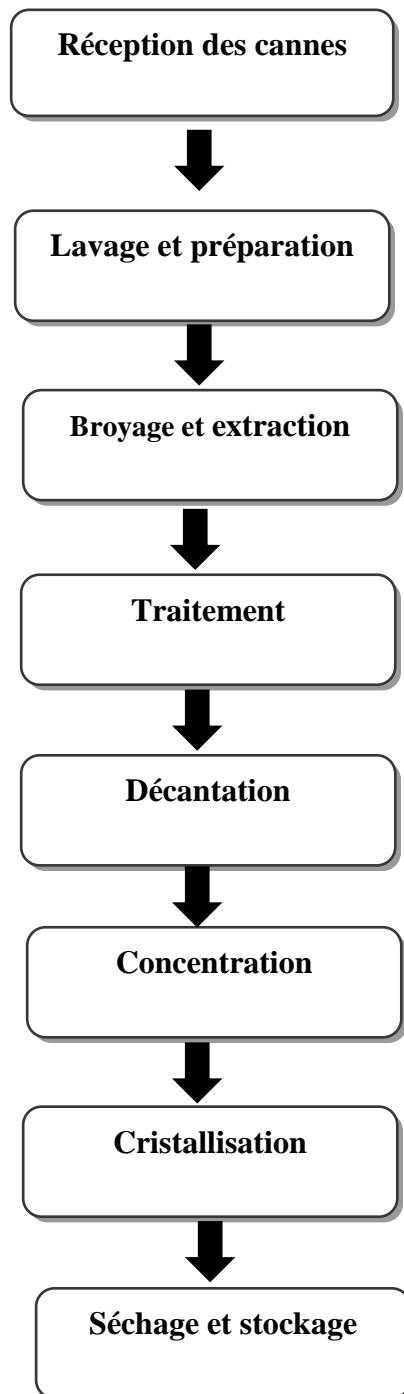 Réception des cannes
Lavage et préparation
Broyage et extraction
Traitement
Décantation
Concentration
Cristallisation
Séchage et stockage